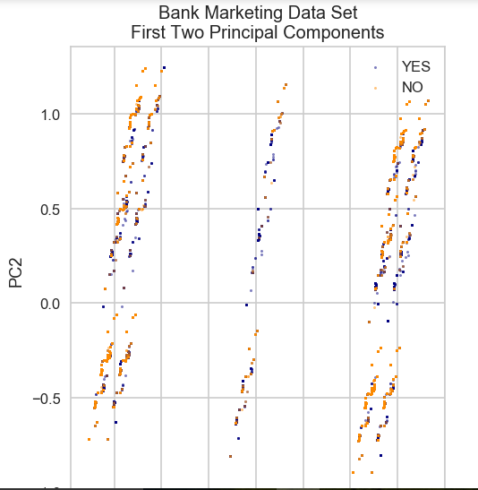 Bank Marketing Data Set
First Two Principal Components
YES
NO
1.0
0.5
PC2
0.0
−0.5